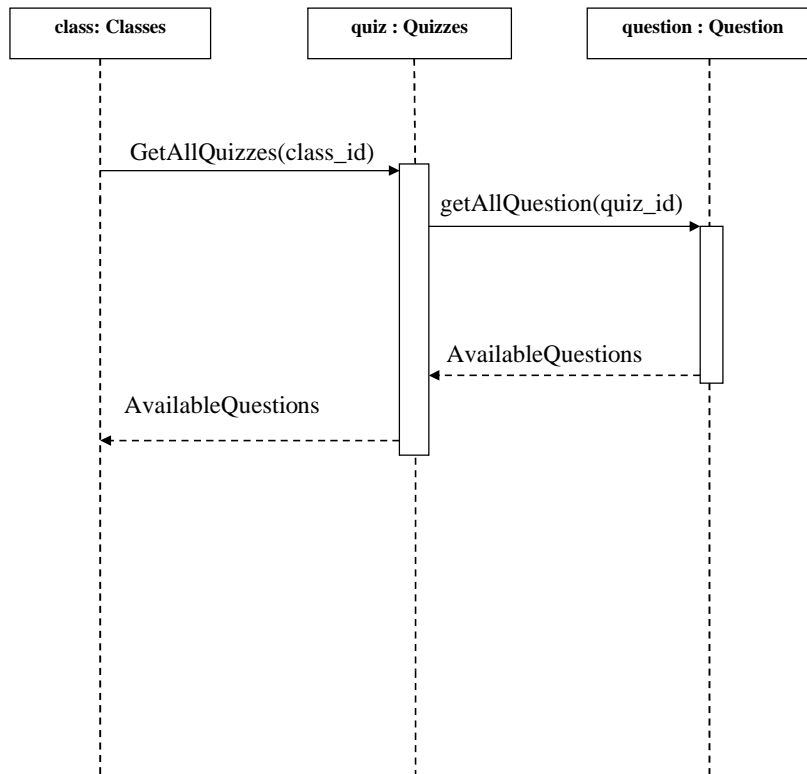 class: Classes
quiz : Quizzes
question : Question
GetAllQuizzes(class_id)
getAllQuestion(quiz_id)
AvailableQuestions
AvailableQuestions